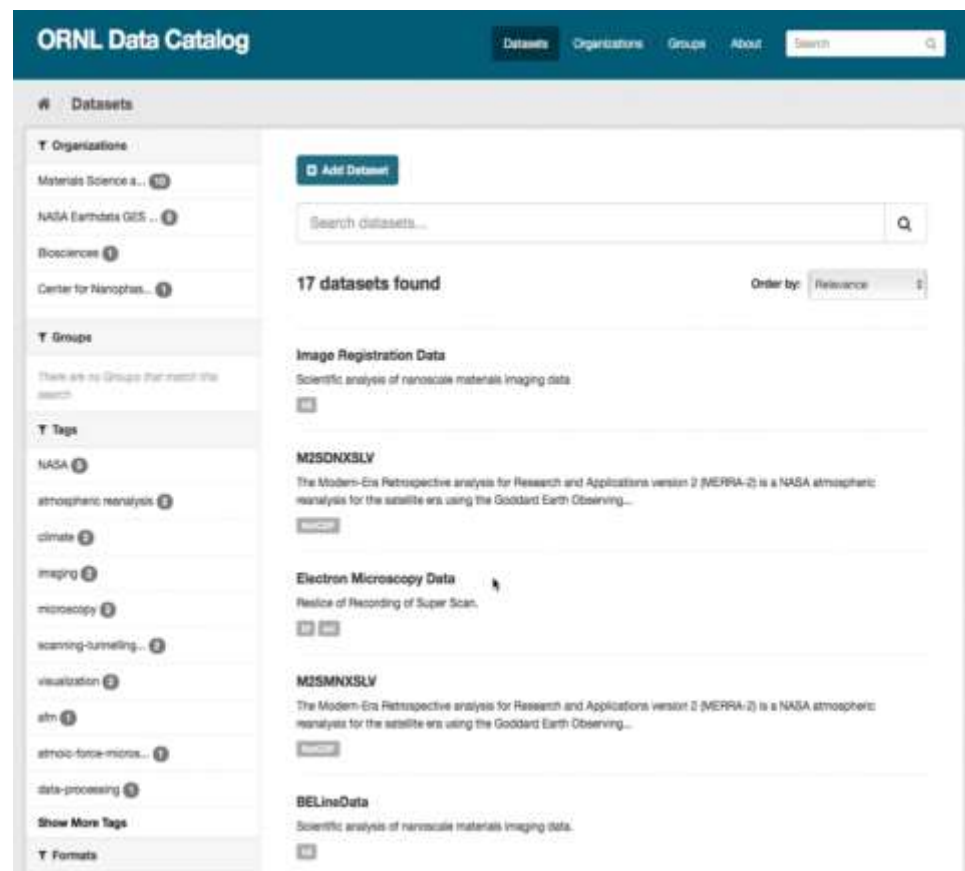 ORNL Data Catalog
Datasets Organizations Groups About Search
Datasets
Organizations
Materials Science a... 10
NASA Earthdata GES ... 5
Biosciences 1
Center for Nanophas... 1
Groups
There are no Groups that match this
search
Tags
NASA 5
atmospheric reanalysis
climate
imaging
microscopy
scanning-tunneling... 2
visualization 2
afm 1
atmoic-force-micros... 1
data-processing 1
Show More Tags
Formats
Add Dataset
Search datasets...
17 datasets found
Order by: Relevance
Image Registration Data
Scientific analysis of nanoscale materials imaging data
M2SDNXSLV
The Modern-Era Retrospective analysis for Research and Applications version 2 (MERRA-2) is a NASA atmospheric
reanalysis for the satellite era using the Goddard Earth Observing...
NetCDF
Electron Microscopy Data
Reslice of Recording of Super Scan.
M2SMNXSLV
The Modern-Era Retrospective analysis for Research and Applications version 2 (MERRA-2) is a NASA atmospheric
reanalysis for the satellite era using the Goddard Earth Observing...
NetCDF
BELineData
Scientific analysis of nanoscale materials imaging data.